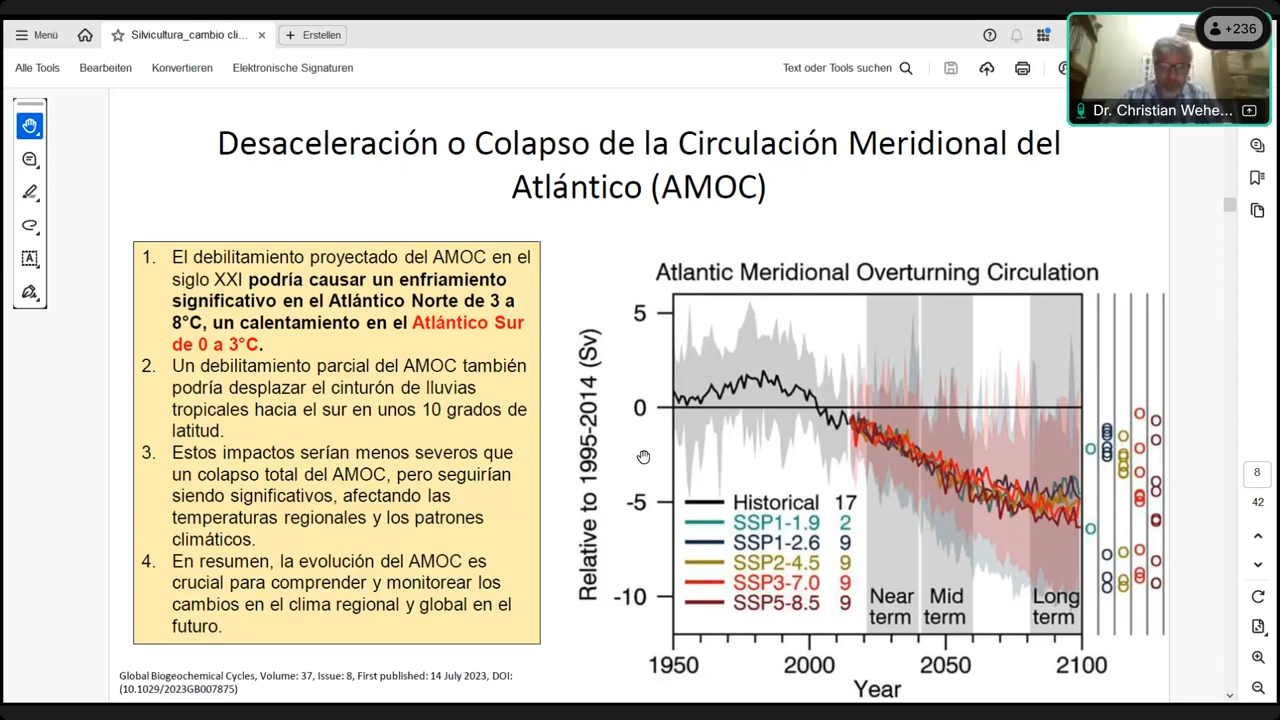 Menú
Silvicultura_cambio cli...
Erstellen
+236
Alle Tools
Bearbeiten
Konvertieren
Elektronische Signaturen
Text oder Tools suchen
Dr. Christian Wehe...
Desaceleración o Colapso de la Circulación Meridional del
Atlántico (AMOC)
1. El debilitamiento proyectado del AMOC en el
siglo XXI podría causar un enfriamiento
significativo en el Atlántico Norte de 3 a
8°C, un calentamiento en el Atlántico Sur
de 0 a 3°C.
2. Un debilitamiento parcial del AMOC también
podría desplazar el cinturón de lluvias
tropicales hacia el sur en unos 10 grados de
latitud.
3. Estos impactos serían menos severos que
un colapso total del AMOC, pero seguirían
siendo significativos, afectando las
temperaturas regionales y los patrones
climáticos.
4. En resumen, la evolución del AMOC es
crucial para comprender y monitorear los
cambios en el clima regional y global en el
futuro.
Global Biogeochemical Cycles, Volume: 37, Issue: 8, First published: 14 July 2023, DOI:
(10.1029/2023GB007875)
Atlantic Meridional Overturning Circulation
Relative to 1995-2014 (Sv)
5
0
-5
-10
Historical 17
SSP1-1.9 2
SSP1-2.6 9
SSP2-4.5 9
SSP3-7.0 9
SSP5-8.5 9
Near
term
Mid
term
Long
term
1950
2000
2050
2100
Year
8
42